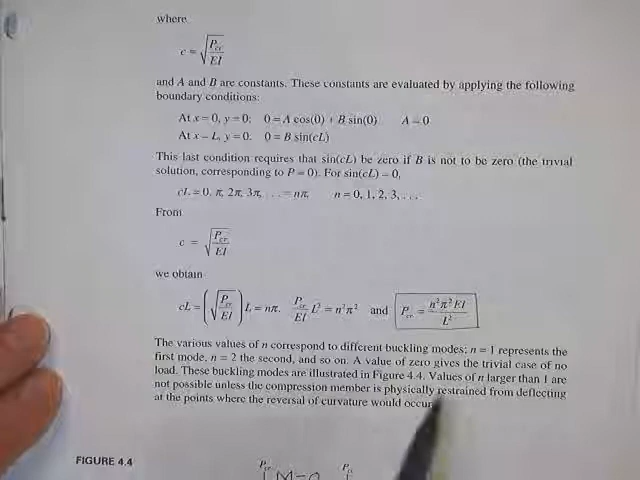 where
c = √(P_cr/EI)
and A and B are constants. These constants are evaluated by applying the following
boundary conditions:
At x = 0, y = 0: 0 = A cos(0) + B sin(0) A = 0
At x = L, y = 0: 0 = B sin(cL)
This last condition requires that sin(cL) be zero if B is not to be zero (the trivial
solution, corresponding to P = 0). For sin(cL) = 0,
cL = 0, π, 2π, 3π, . . . = nπ, n = 0, 1, 2, 3, . . .
From
c = √(P_cr/EI)
we obtain
cL = (√(P_cr/EI)) L = nπ, P_cr/EI L² = n²π² and P_cr = n²π²EI/L²
The various values of n correspond to different buckling modes; n = 1 represents the
first mode, n = 2 the second, and so on. A value of zero gives the trivial case of no
load. These buckling modes are illustrated in Figure 4.4. Values of n larger than 1 are
not possible unless the compression member is physically restrained from deflecting
at the points where the reversal of curvature would occur
FIGURE 4.4
P_cr P_cr